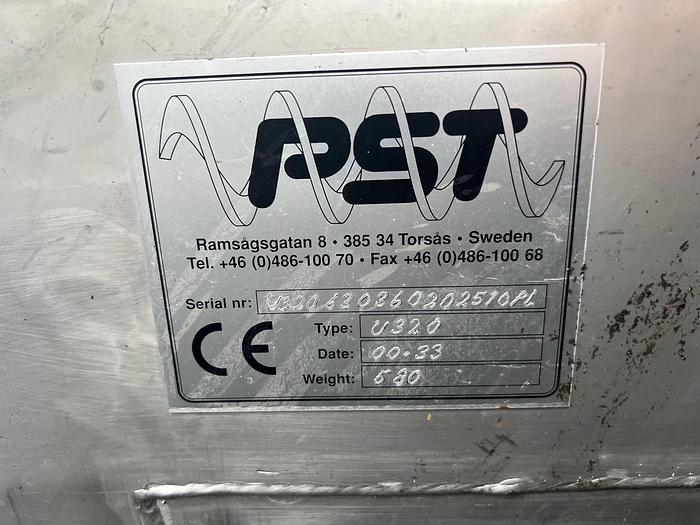 PST
Ramsågsgatan 8 • 385 34 Torsås • Sweden
Tel. +46 (0)486-100 70 • Fax +46 (0)486-100 68
Serial nr: U320630360302510PL
Type: U320
Date: 00-33
Weight: 580
CE